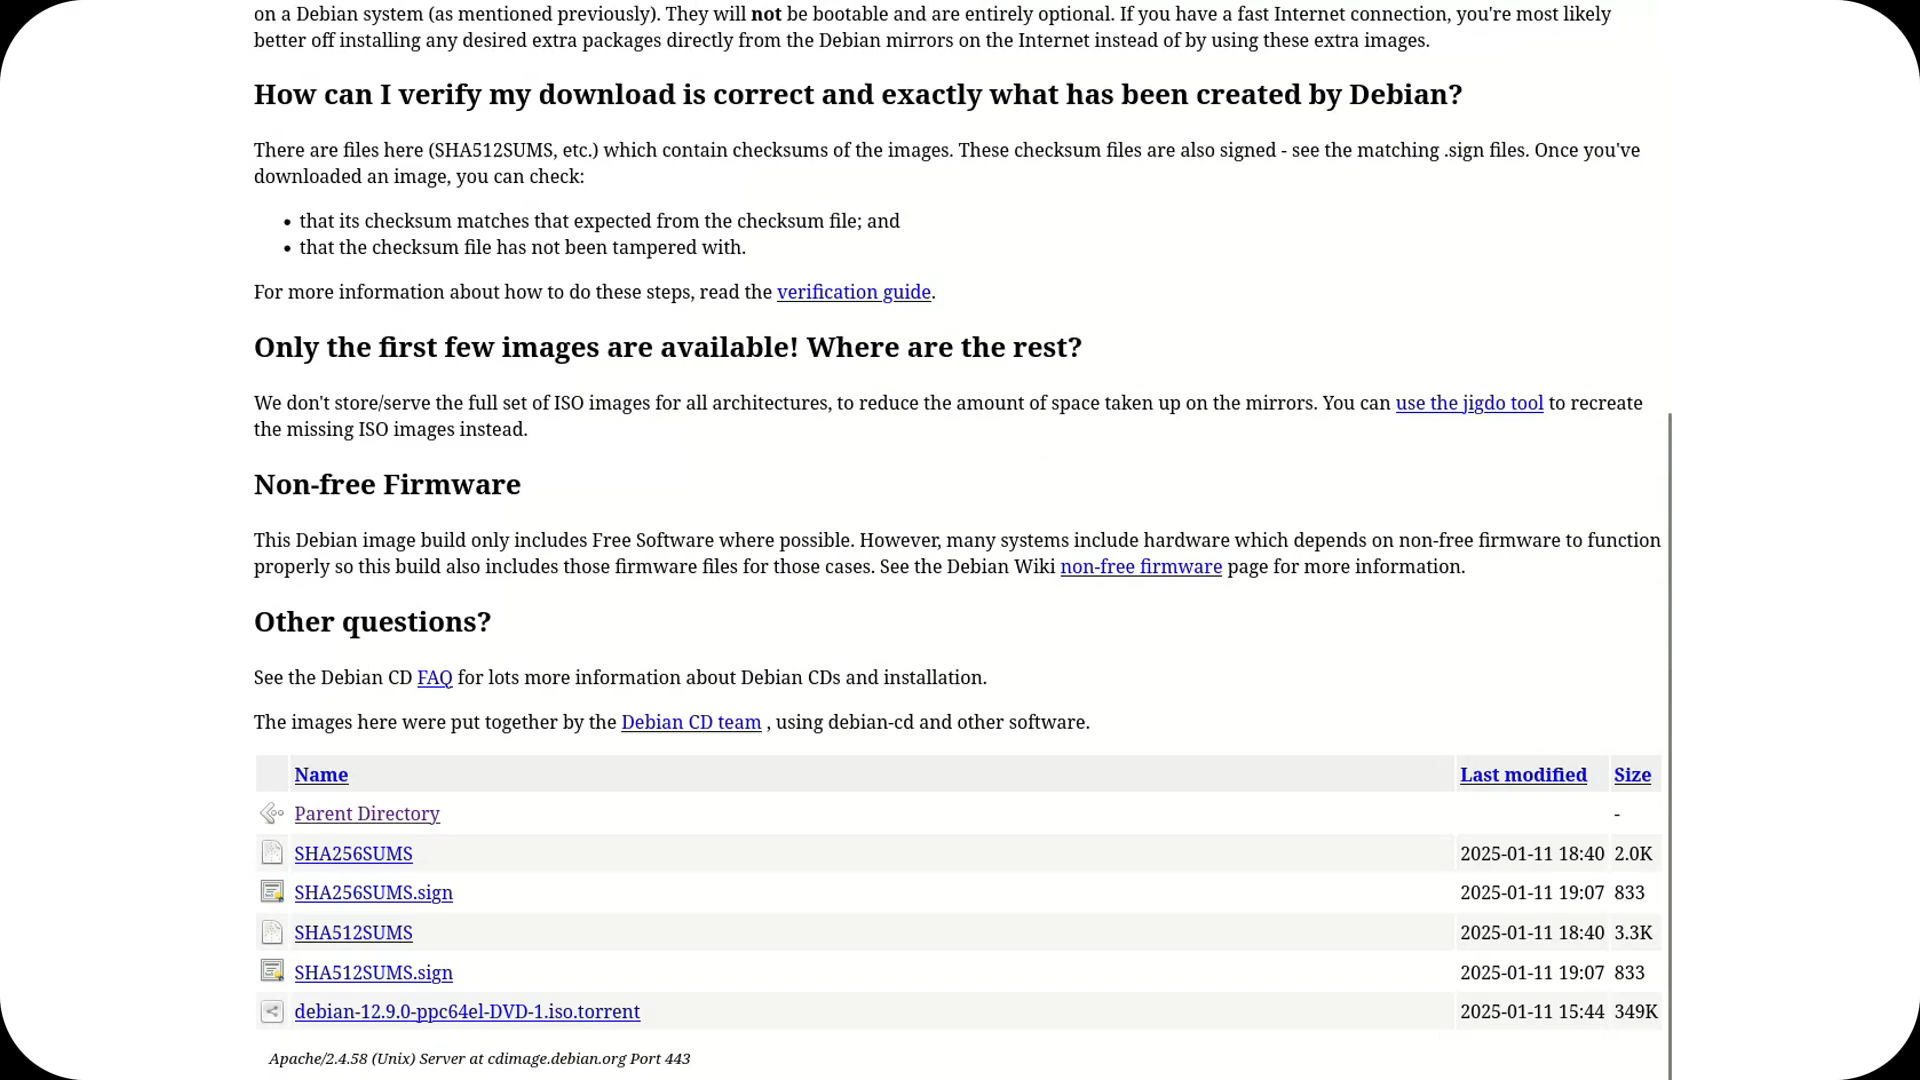 on a Debian system (as mentioned previously). They will not be bootable and are entirely optional. If you have a fast Internet connection, you're most likely
better off installing any desired extra packages directly from the Debian mirrors on the Internet instead of by using these extra images.
How can I verify my download is correct and exactly what has been created by Debian?
There are files here (SHA512SUMS, etc.) which contain checksums of the images. These checksum files are also signed - see the matching .sign files. Once you've
downloaded an image, you can check:
• that its checksum matches that expected from the checksum file; and
• that the checksum file has not been tampered with.
For more information about how to do these steps, read the verification guide.
Only the first few images are available! Where are the rest?
We don't store/serve the full set of ISO images for all architectures, to reduce the amount of space taken up on the mirrors. You can use the jigdo tool to recreate
the missing ISO images instead.
Non-free Firmware
This Debian image build only includes Free Software where possible. However, many systems include hardware which depends on non-free firmware to function
properly so this build also includes those firmware files for those cases. See the Debian Wiki non-free firmware page for more information.
Other questions?
See the Debian CD FAQ for lots more information about Debian CDs and installation.
The images here were put together by the Debian CD team , using debian-cd and other software.
Name Last modified Size
Parent Directory -
SHA256SUMS 2025-01-11 18:40 2.0K
SHA256SUMS.sign 2025-01-11 19:07 833
SHA512SUMS 2025-01-11 18:40 3.3K
SHA512SUMS.sign 2025-01-11 19:07 833
debian-12.9.0-ppc64el-DVD-1.iso.torrent 2025-01-11 15:44 349K
Apache/2.4.58 (Unix) Server at cdimage.debian.org Port 443